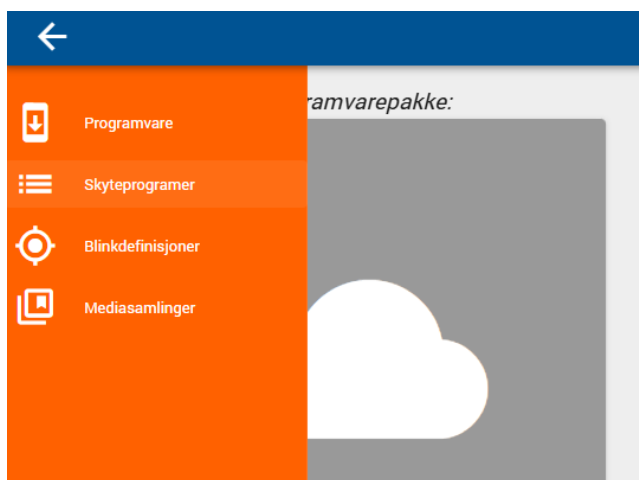 ramvarepakke:
Programvare
Skyteprogramer
Blinkdefinisjoner
Mediasamlinger